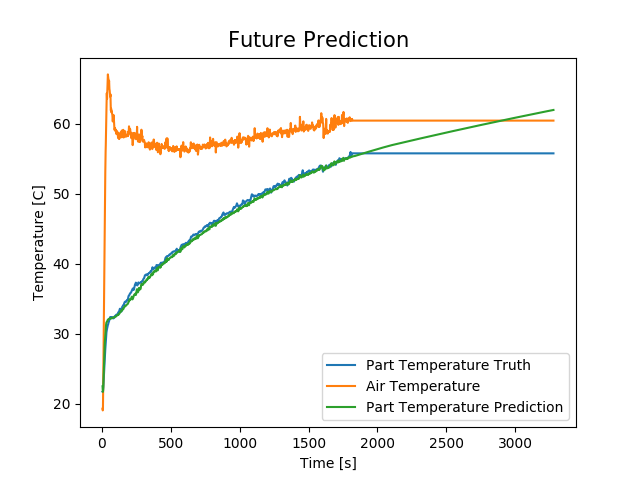 Future Prediction
Temperature [C]
60
50
40
30
20
0
500
1000
1500
2000
2500
3000
Time [s]
Part Temperature Truth
Air Temperature
Part Temperature Prediction